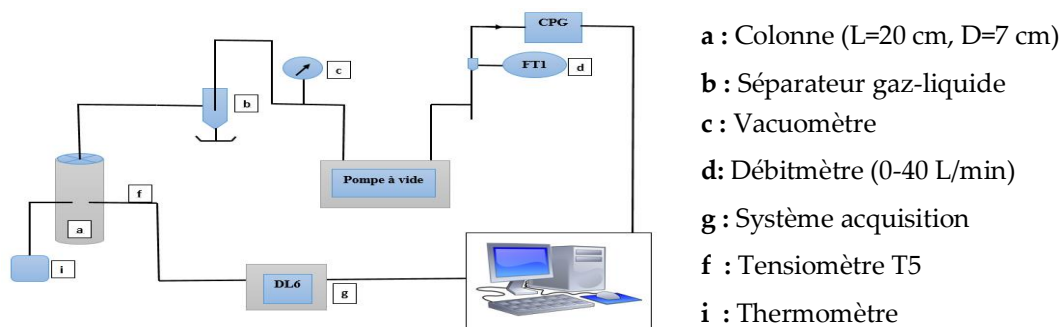 CPG
FT1
d
c
b
Pompe à vide
f
a
i
DL6
g
a : Colonne (L=20 cm, D=7 cm)
b : Séparateur gaz-liquide
c : Vacuomètre
d: Débitmètre (0-40 L/min)
g : Système acquisition
f : Tensiomètre T5
i : Thermomètre